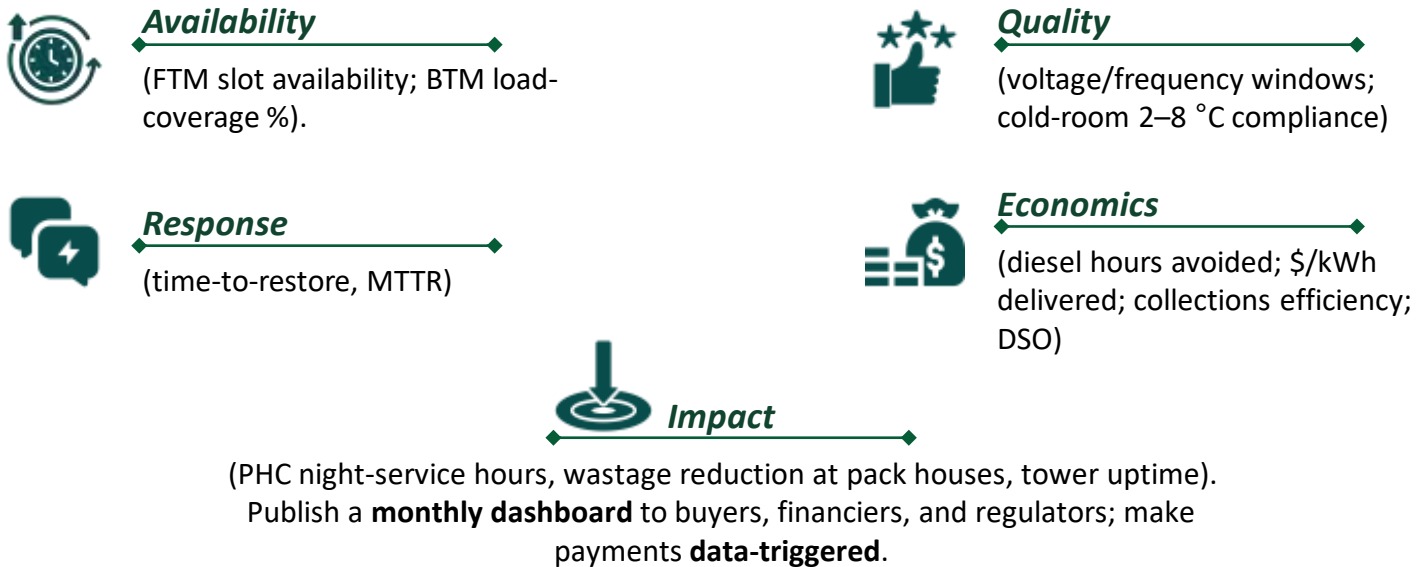 Availability
(FTM slot availability; BTM load-
coverage %).
Quality
(voltage/frequency windows;
cold-room 2–8 °C compliance)
Response
(time-to-restore, MTTR)
Economics
(diesel hours avoided; $/kWh
delivered; collections efficiency;
DSO)
Impact
(PHC night-service hours, wastage reduction at pack houses, tower uptime).
Publish a monthly dashboard to buyers, financiers, and regulators; make
payments data-triggered.